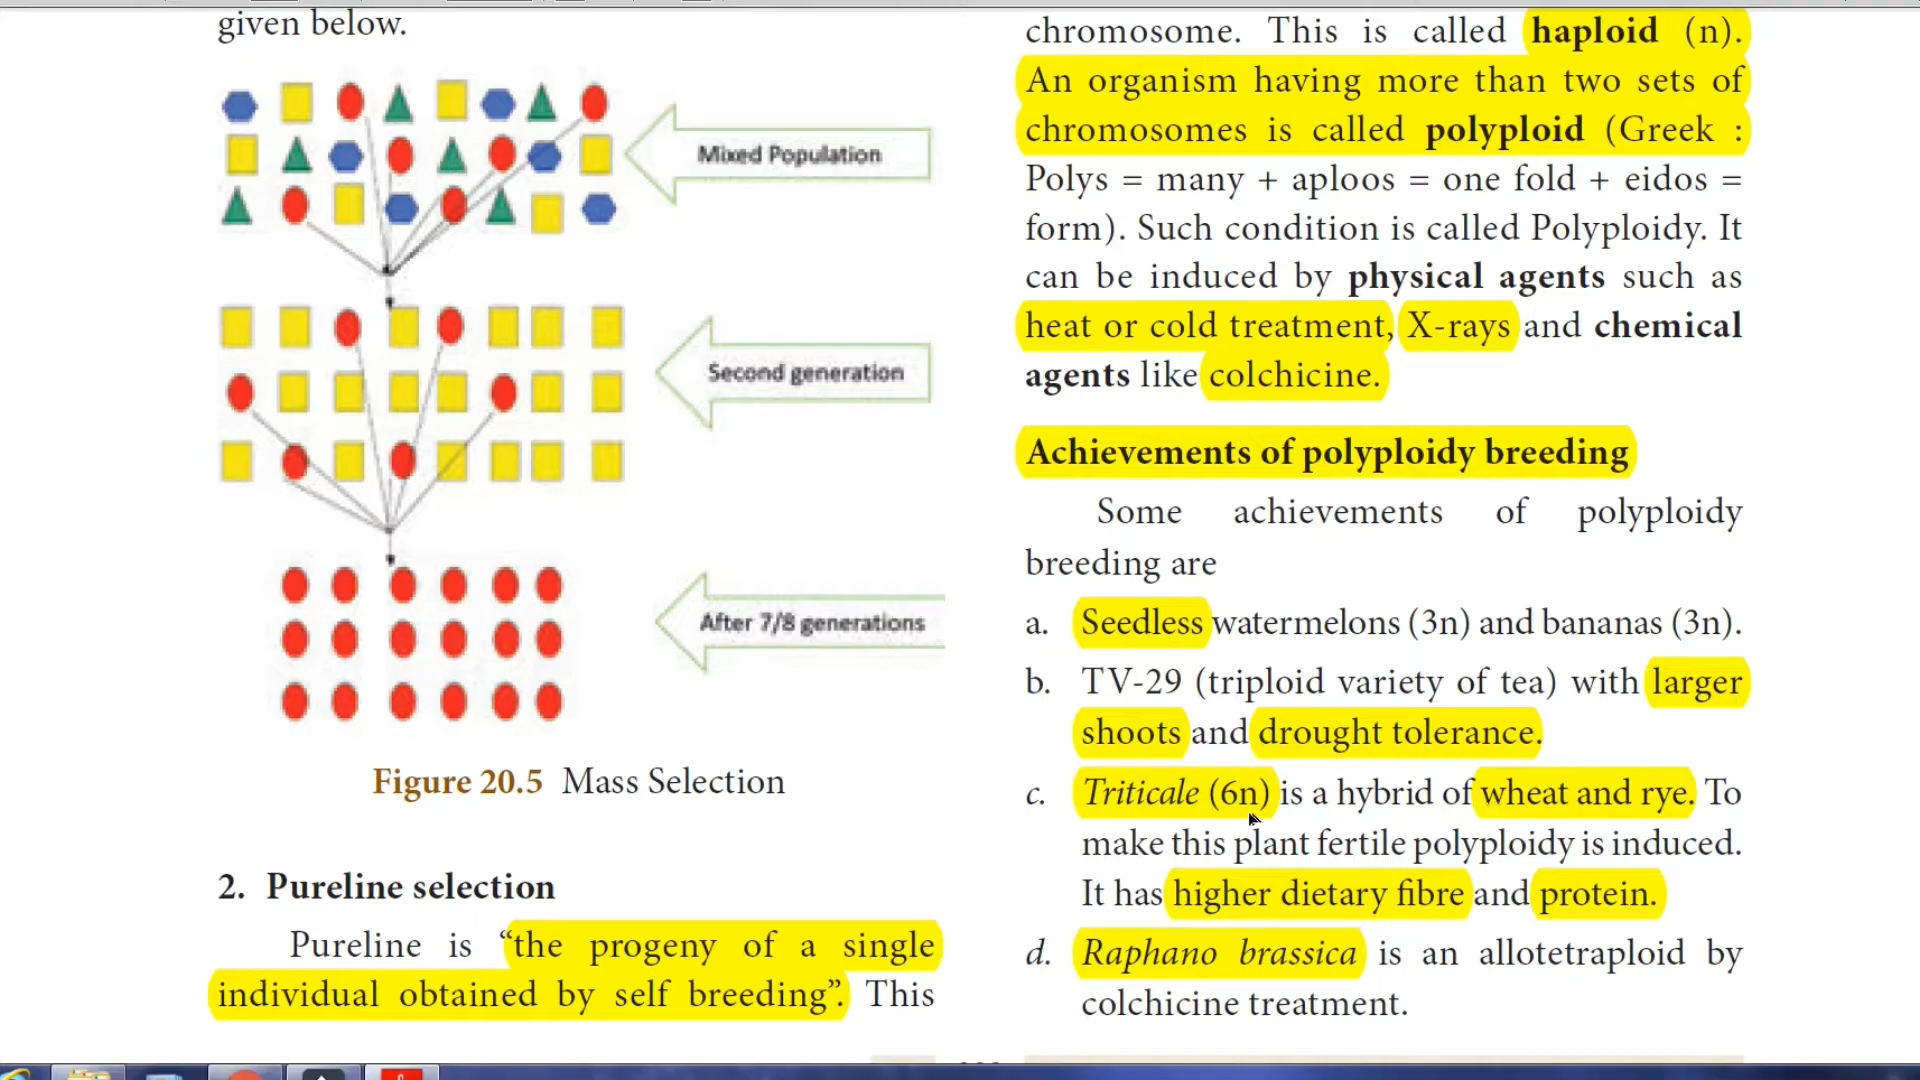 given below.
Mixed Population
Second generation
After 7/8 generations
Figure 20.5 Mass Selection
2. Pureline selection
Pureline is “the progeny of a single
individual obtained by self breeding”. This
chromosome. This is called haploid (n).
An organism having more than two sets of
chromosomes is called polyploid (Greek :
Polys = many + aploos = one fold + eidos =
form). Such condition is called Polyploidy. It
can be induced by physical agents such as
heat or cold treatment, X-rays and chemical
agents like colchicine.
Achievements of polyploidy breeding
Some achievements of polyploidy
breeding are
a. Seedless watermelons (3n) and bananas (3n).
b. TV-29 (triploid variety of tea) with larger
shoots and drought tolerance.
c. Triticale (6n) is a hybrid of wheat and rye. To
make this plant fertile polyploidy is induced.
It has higher dietary fibre and protein.
d. Raphano brassica is an allotetraploid by
colchicine treatment.